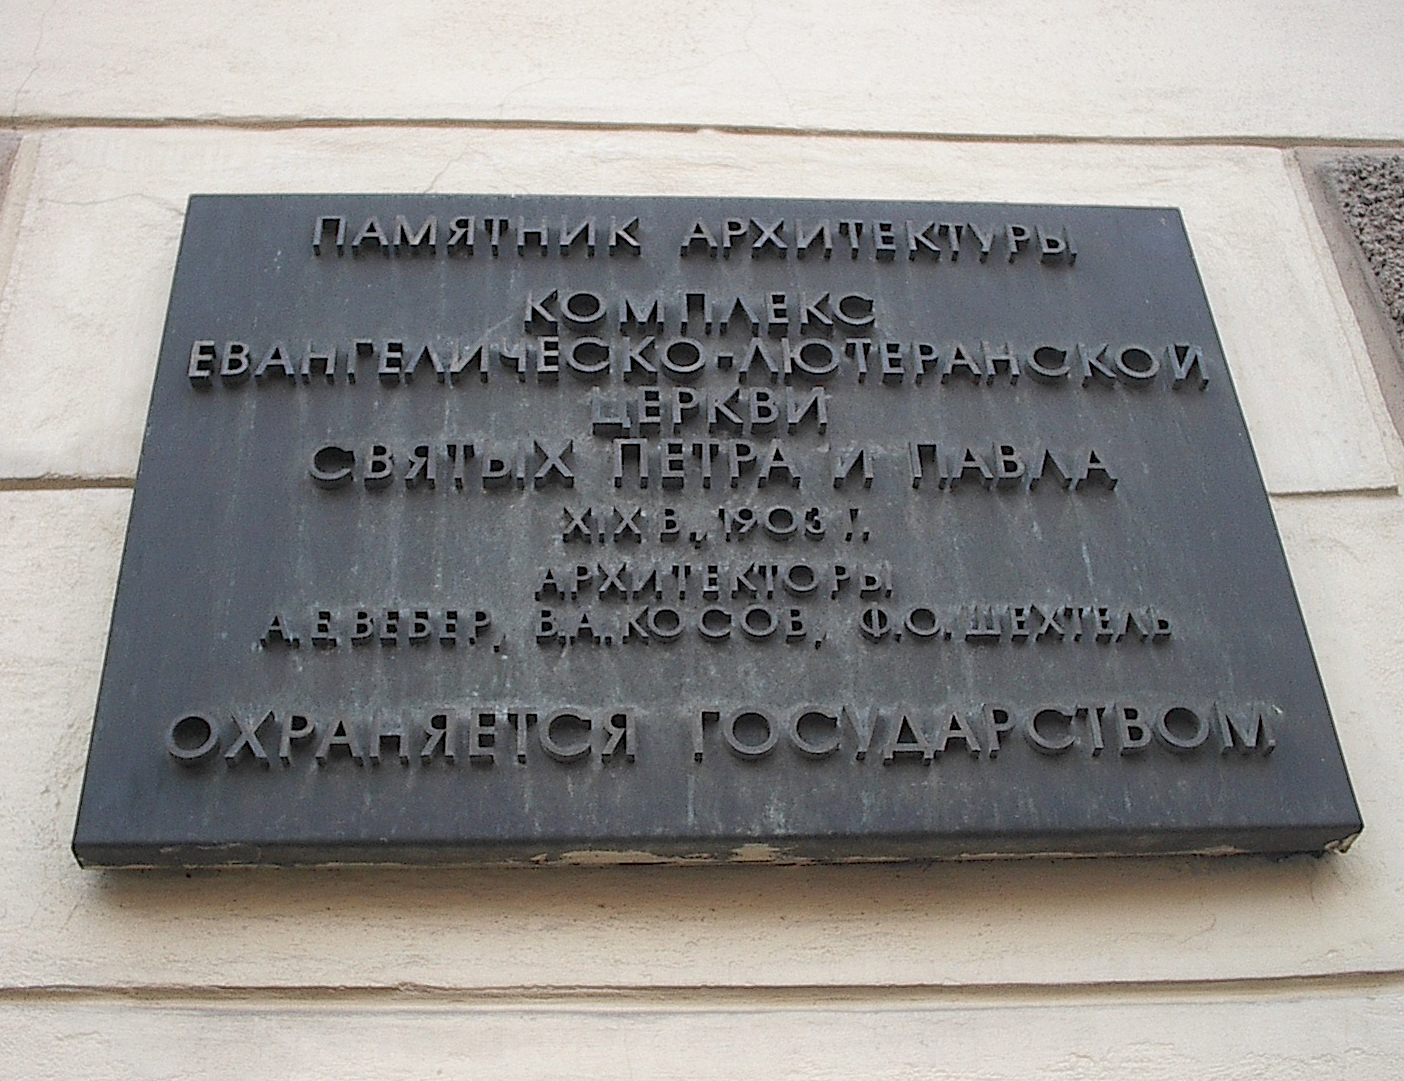 ПАМЯТНИК АРХИТЕКТУРЫ
КОМПЛЕКС
ЕВАНГЕЛИЧЕСКО-ЛЮТЕРАНСКОЙ
ЦЕРКВИ
СВЯТЫХ ПЕТРА И ПАВЛА
XIX В., 1903 Г.
АРХИТЕКТОРЫ
А.Е.ВЕБЕР, В.А.КОСОВ, Ф.О.ШЕХТЕЛЬ
ОХРАНЯЕТСЯ ГОСУДАРСТВОМ